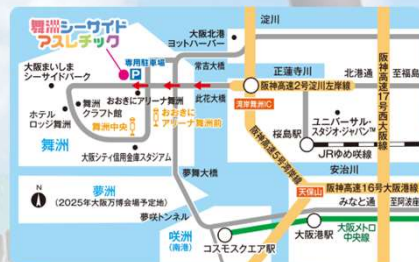 舞洲シーサイド
アスレチック
専用駐車場
P
大阪北港
ヨットハーバー
淀川
常吉大橋
正蓮寺川
北港通
至福島
大阪まいしま
シーサイドパーク
おおきにアリーナ舞洲
此花大橋
阪神高速2号淀川左岸線
湾岸舞洲IC
阪神高速17号西大阪線
ホテル
ロッジ舞洲
舞洲
クラフト館
舞洲中央
おおきに
アリーナ舞洲前
ユニバーサル・
スタジオ・ジャパン™
桜島駅
JRゆめ咲線
舞洲
大阪シティ信用金庫スタジアム
阪神高速5号湾岸線
安治川
夢舞大橋
天保山
阪神高速16号大阪港線
みなと通
至阿波座
N
夢洲
(2025年大阪万博会場予定地)
夢咲トンネル
咲洲
(南港)
コスモスクエア駅
大阪港駅
大阪メトロ
中央線